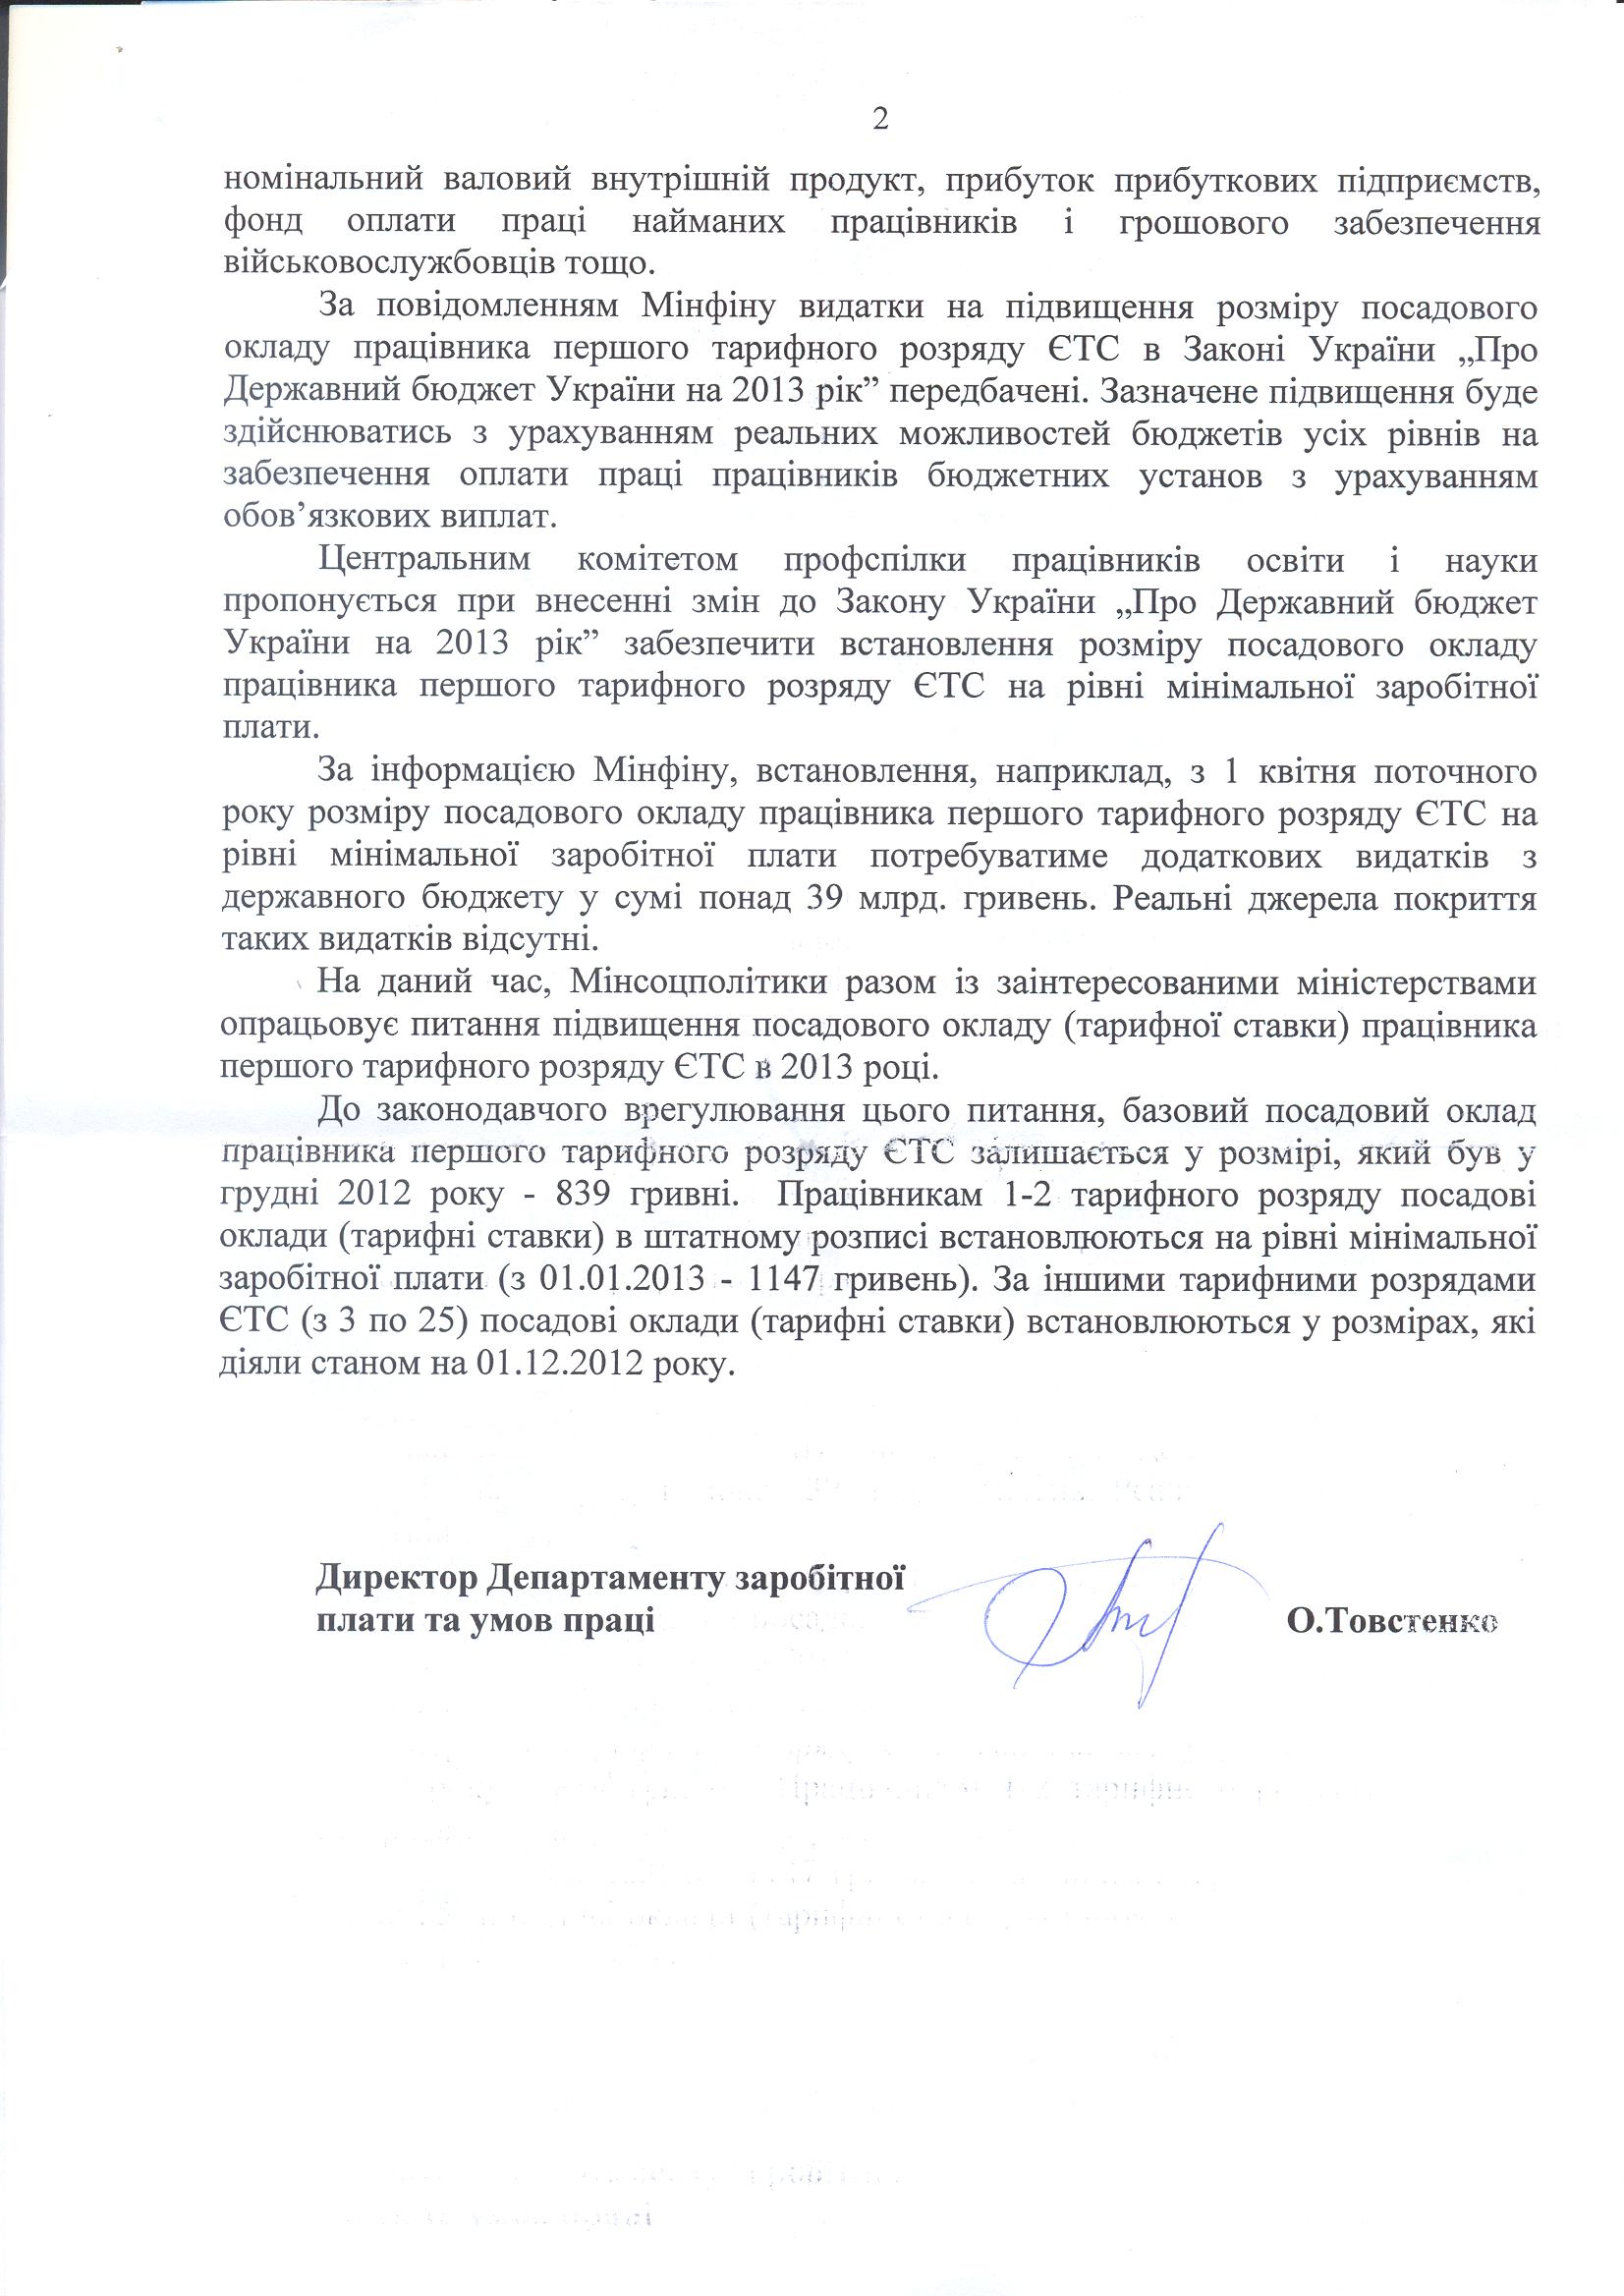 2
номінальний валовий внутрішній продукт, прибуток прибуткових підприємств,
фонд оплати праці найманих працівників і грошового забезпечення
військовослужбовців тощо.
За повідомленням Мінфіну видатки на підвищення розміру посадового
окладу працівника першого тарифного розряду ЄТС в Законі України „Про
Державний бюджет України на 2013 рік” передбачені. Зазначене підвищення буде
здійснюватись з урахуванням реальних можливостей бюджетів усіх рівнів на
забезпечення оплати праці працівників бюджетних установ з урахуванням
обов’язкових виплат.
Центральним комітетом профспілки працівників освіти і науки
пропонується при внесенні змін до Закону України „Про Державний бюджет
України на 2013 рік” забезпечити встановлення розміру посадового окладу
працівника першого тарифного розряду ЄТС на рівні мінімальної заробітної
плати.
За інформацією Мінфіну, встановлення, наприклад, з 1 квітня поточного
року розміру посадового окладу працівника першого тарифного розряду ЄТС на
рівні мінімальної заробітної плати потребуватиме додаткових видатків з
державного бюджету у сумі понад 39 млрд. гривень. Реальні джерела покриття
таких видатків відсутні.
На даний час, Мінсоцполітики разом із заінтересованими міністерствами
опрацьовує питання підвищення посадового окладу (тарифної ставки) працівника
першого тарифного розряду ЄТС в 2013 році.
До законодавчого врегулювання цього питання, базовий посадовий оклад
працівника першого тарифного розряду ЄТС залишається у розмірі, який був у
грудні 2012 року - 839 гривні. Працівникам 1-2 тарифного розряду посадові
оклади (тарифні ставки) в штатному розписі встановлюються на рівні мінімальної
заробітної плати (з 01.01.2013 - 1147 гривень). За іншими тарифними розрядами
ЄТС (з 3 по 25) посадові оклади (тарифні ставки) встановлюються у розмірах, які
діяли станом на 01.12.2012 року.
Директор Департаменту заробітної
плати та умов праці О.Товстенко